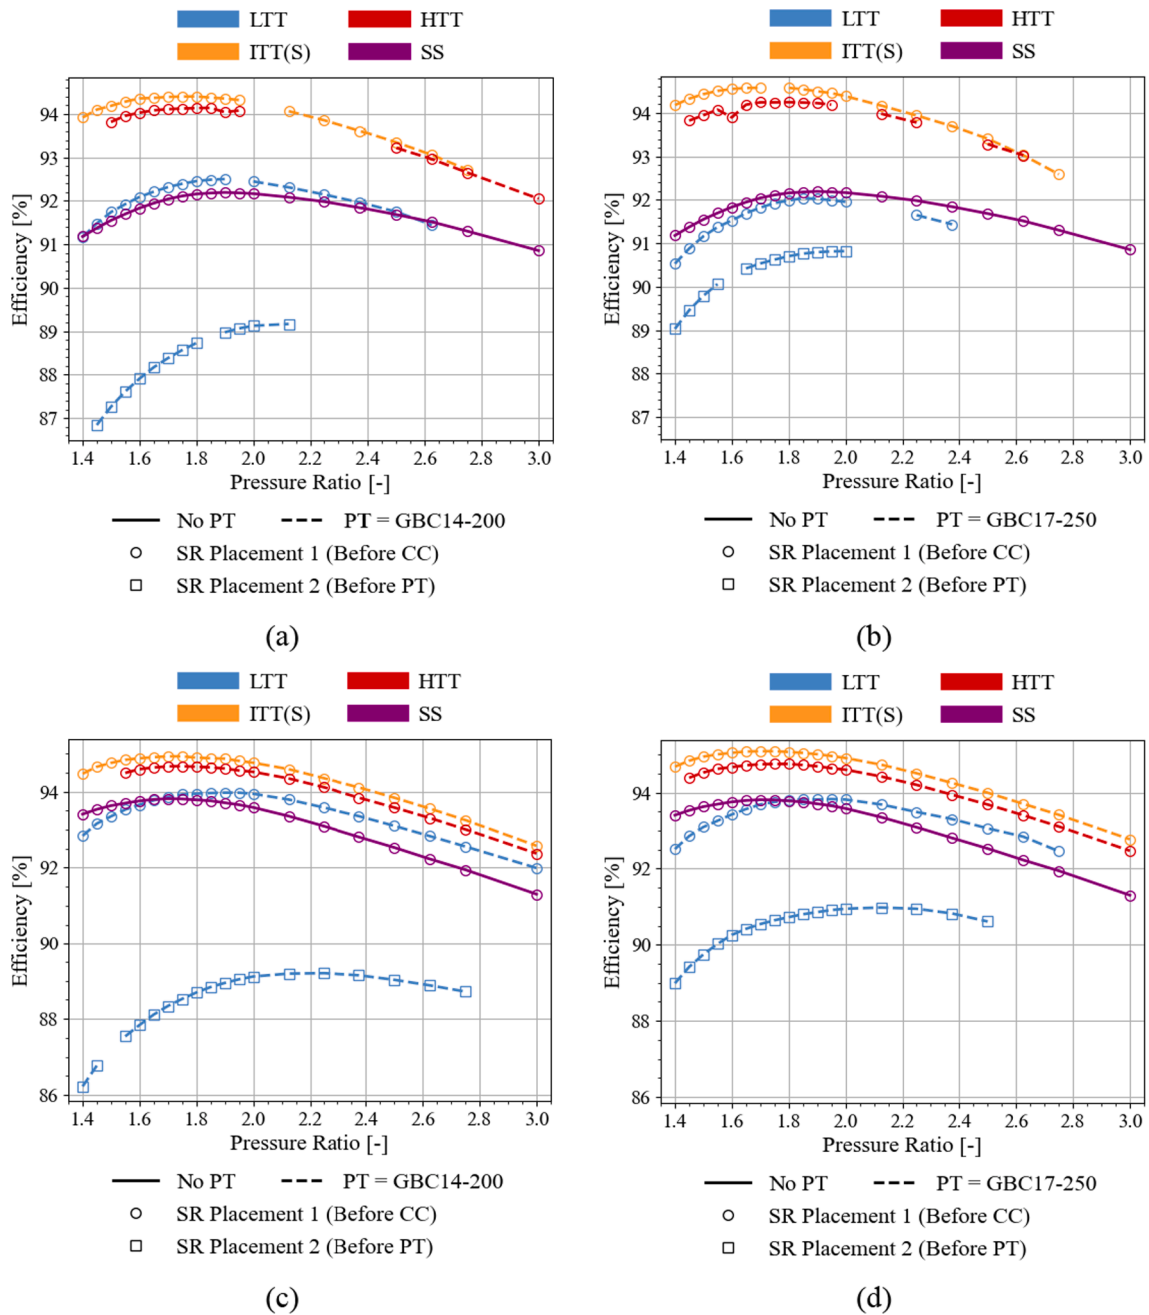 LTT HTT
ITT(S) SS
94
93
92
91
90
89
88
87
Efficiency [%]
1.4 1.6 1.8 2.0 2.2 2.4 2.6 2.8 3.0
Pressure Ratio [-]
No PT PT = GBC14-200
SR Placement 1 (Before CC)
SR Placement 2 (Before PT)
(a)
LTT HTT
ITT(S) SS
94
93
92
91
90
89
88
87
Efficiency [%]
1.4 1.6 1.8 2.0 2.2 2.4 2.6 2.8 3.0
Pressure Ratio [-]
No PT PT = GBC17-250
SR Placement 1 (Before CC)
SR Placement 2 (Before PT)
(b)
LTT HTT
ITT(S) SS
94
92
90
88
86
Efficiency [%]
1.4 1.6 1.8 2.0 2.2 2.4 2.6 2.8 3.0
Pressure Ratio [-]
No PT PT = GBC14-200
SR Placement 1 (Before CC)
SR Placement 2 (Before PT)
(c)
LTT HTT
ITT(S) SS
94
92
90
88
86
Efficiency [%]
1.4 1.6 1.8 2.0 2.2 2.4 2.6 2.8 3.0
Pressure Ratio [-]
No PT PT = GBC17-250
SR Placement 1 (Before CC)
SR Placement 2 (Before PT)
(d)